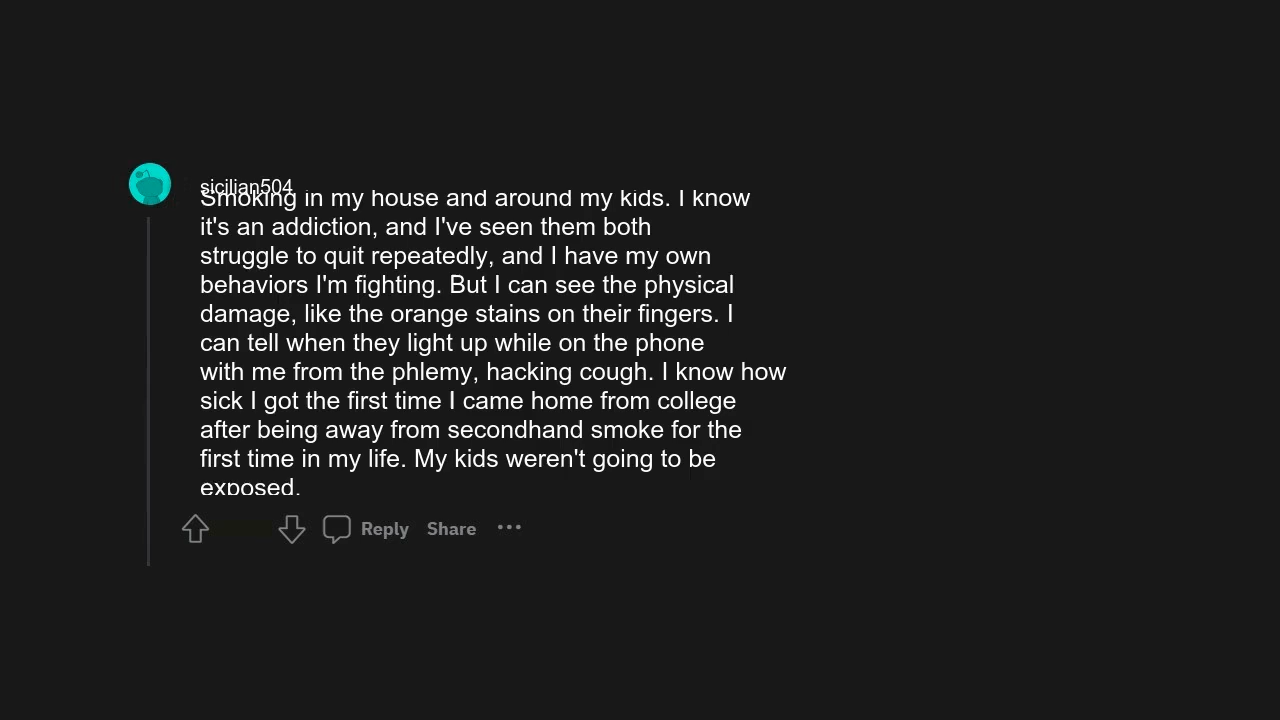 sicilian504
Smoking in my house and around my kids. I know
it's an addiction, and I've seen them both
struggle to quit repeatedly, and I have my own
behaviors I'm fighting. But I can see the physical
damage, like the orange stains on their fingers. I
can tell when they light up while on the phone
with me from the phlemy, hacking cough. I know how
sick I got the first time I came home from college
after being away from secondhand smoke for the
first time in my life. My kids weren't going to be
exposed.
Reply Share